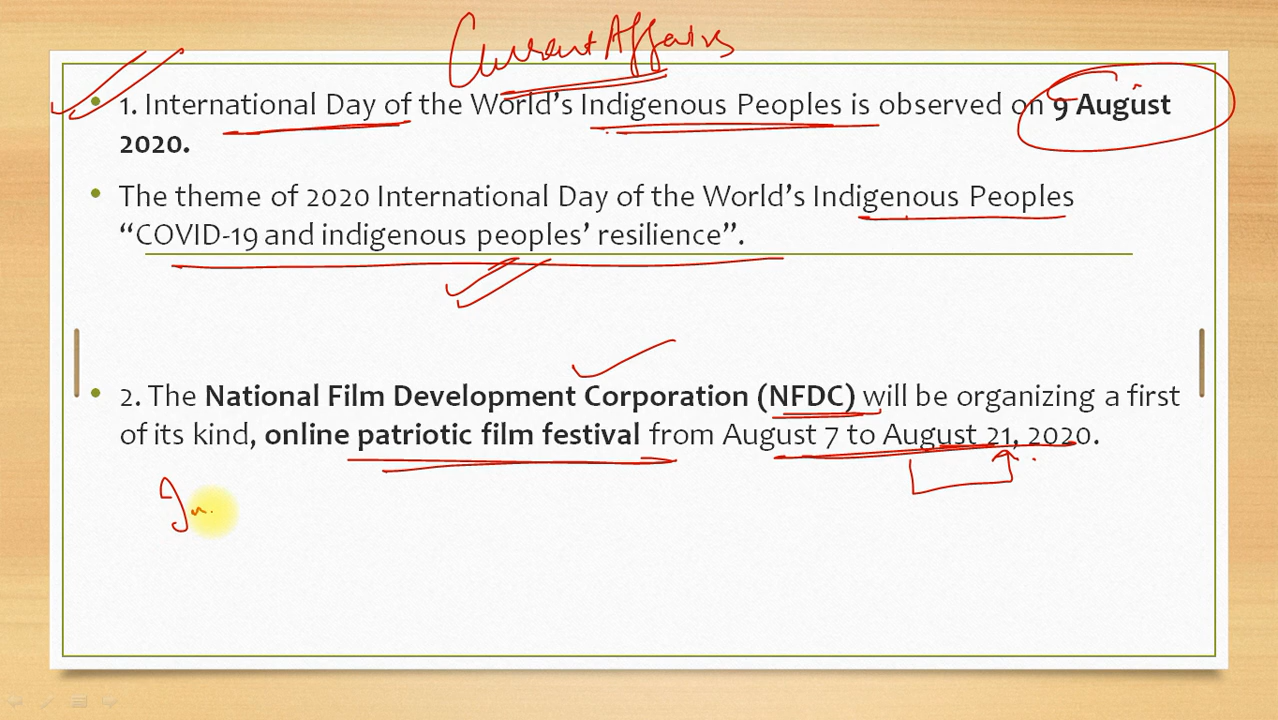 Current Affairs
• 1. International Day of the World's Indigenous Peoples is observed on 9 August
2020.
• The theme of 2020 International Day of the World's Indigenous Peoples
“COVID-19 and indigenous peoples' resilience”.
• 2. The National Film Development Corporation (NFDC) will be organizing a first
of its kind, online patriotic film festival from August 7 to August 21, 2020.